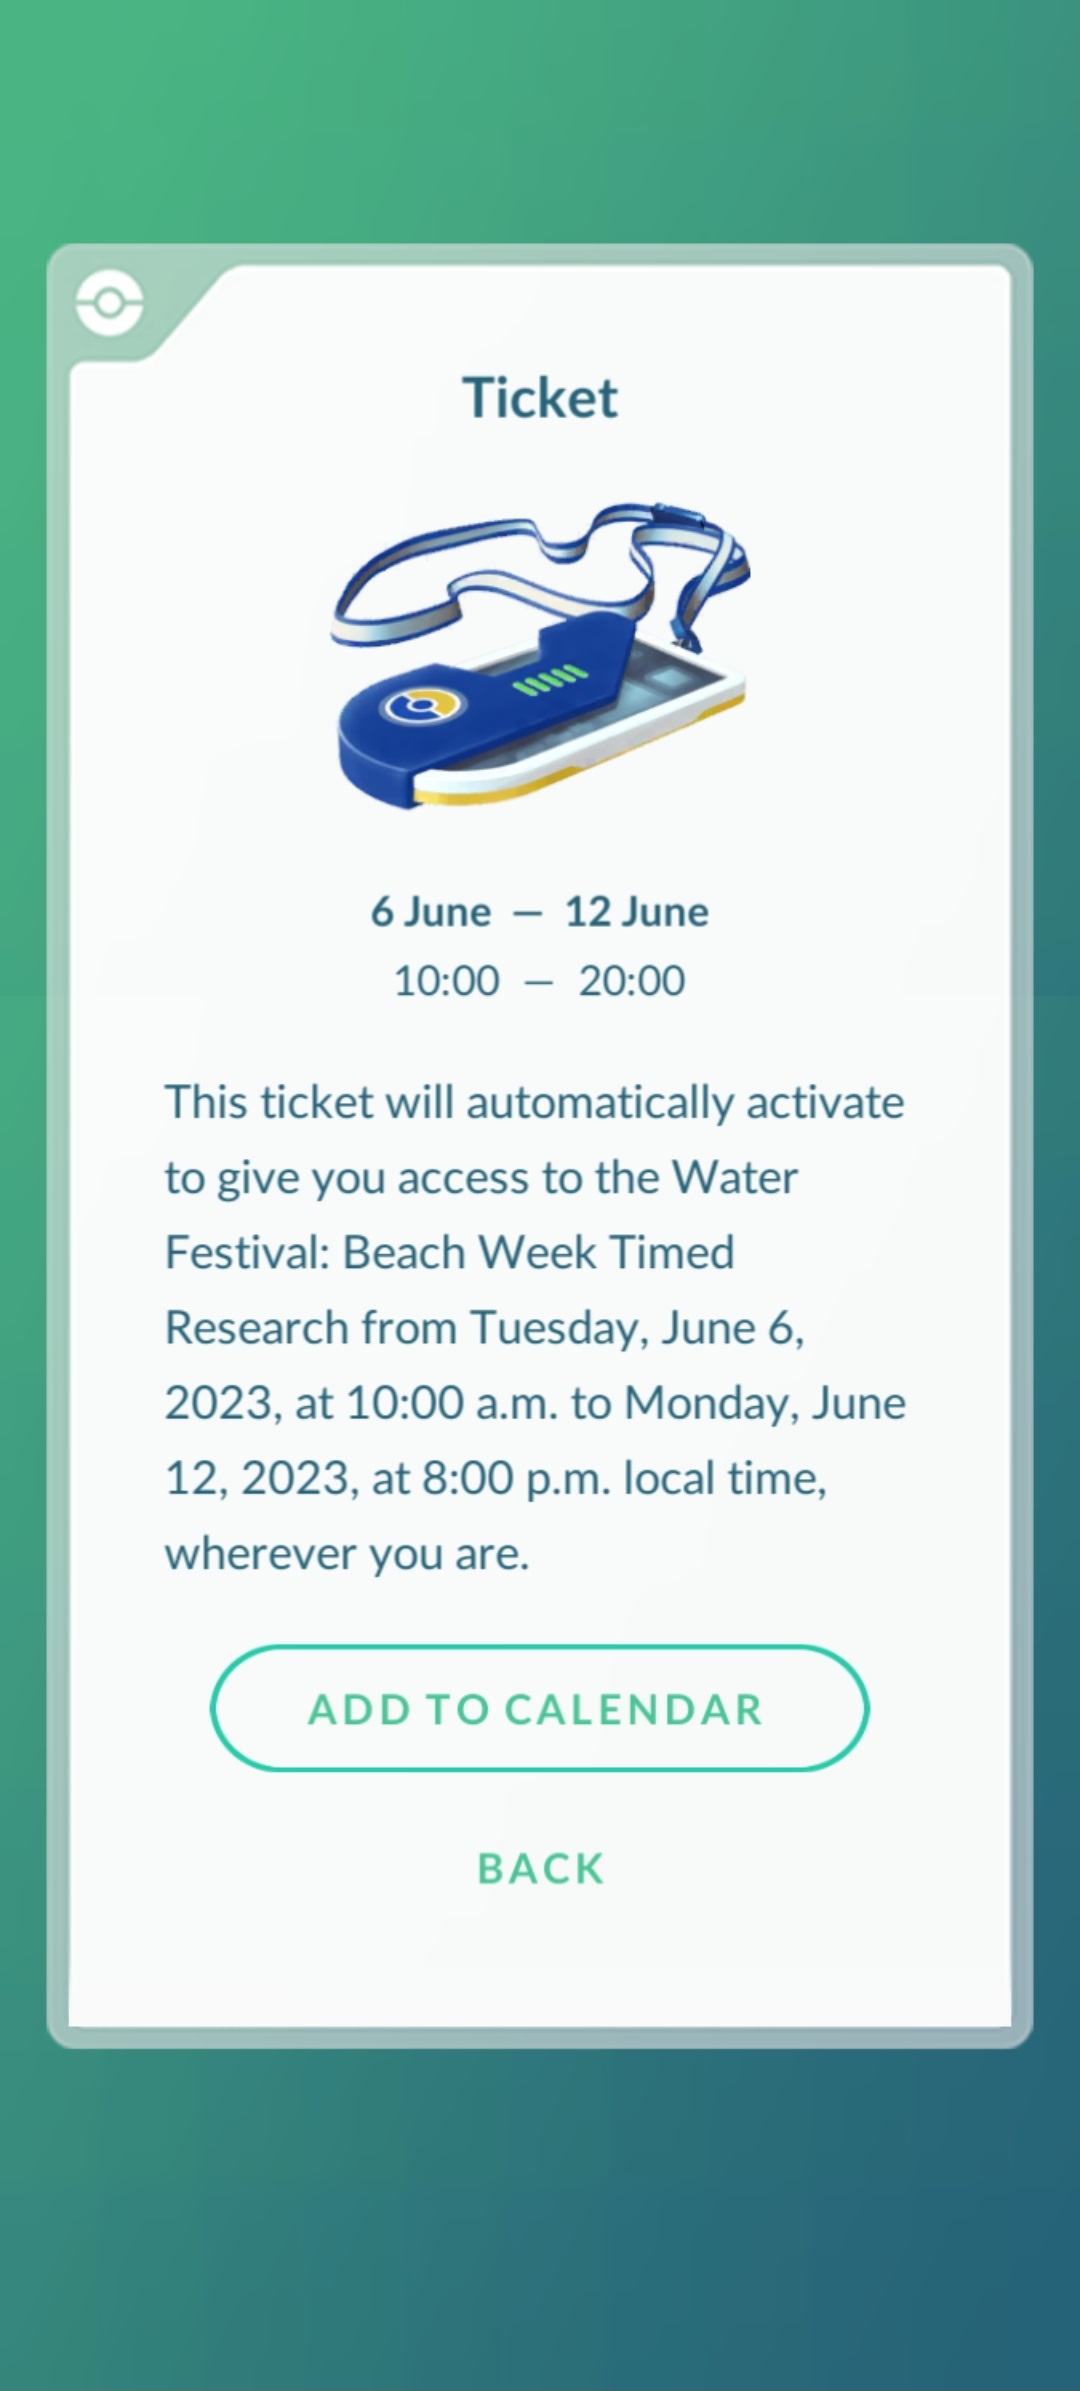 Ticket
6 June — 12 June
10:00 — 20:00
This ticket will automatically activate
to give you access to the Water
Festival: Beach Week Timed
Research from Tuesday, June 6,
2023, at 10:00 a.m. to Monday, June
12, 2023, at 8:00 p.m. local time,
wherever you are.
ADD TO CALENDAR
BACK